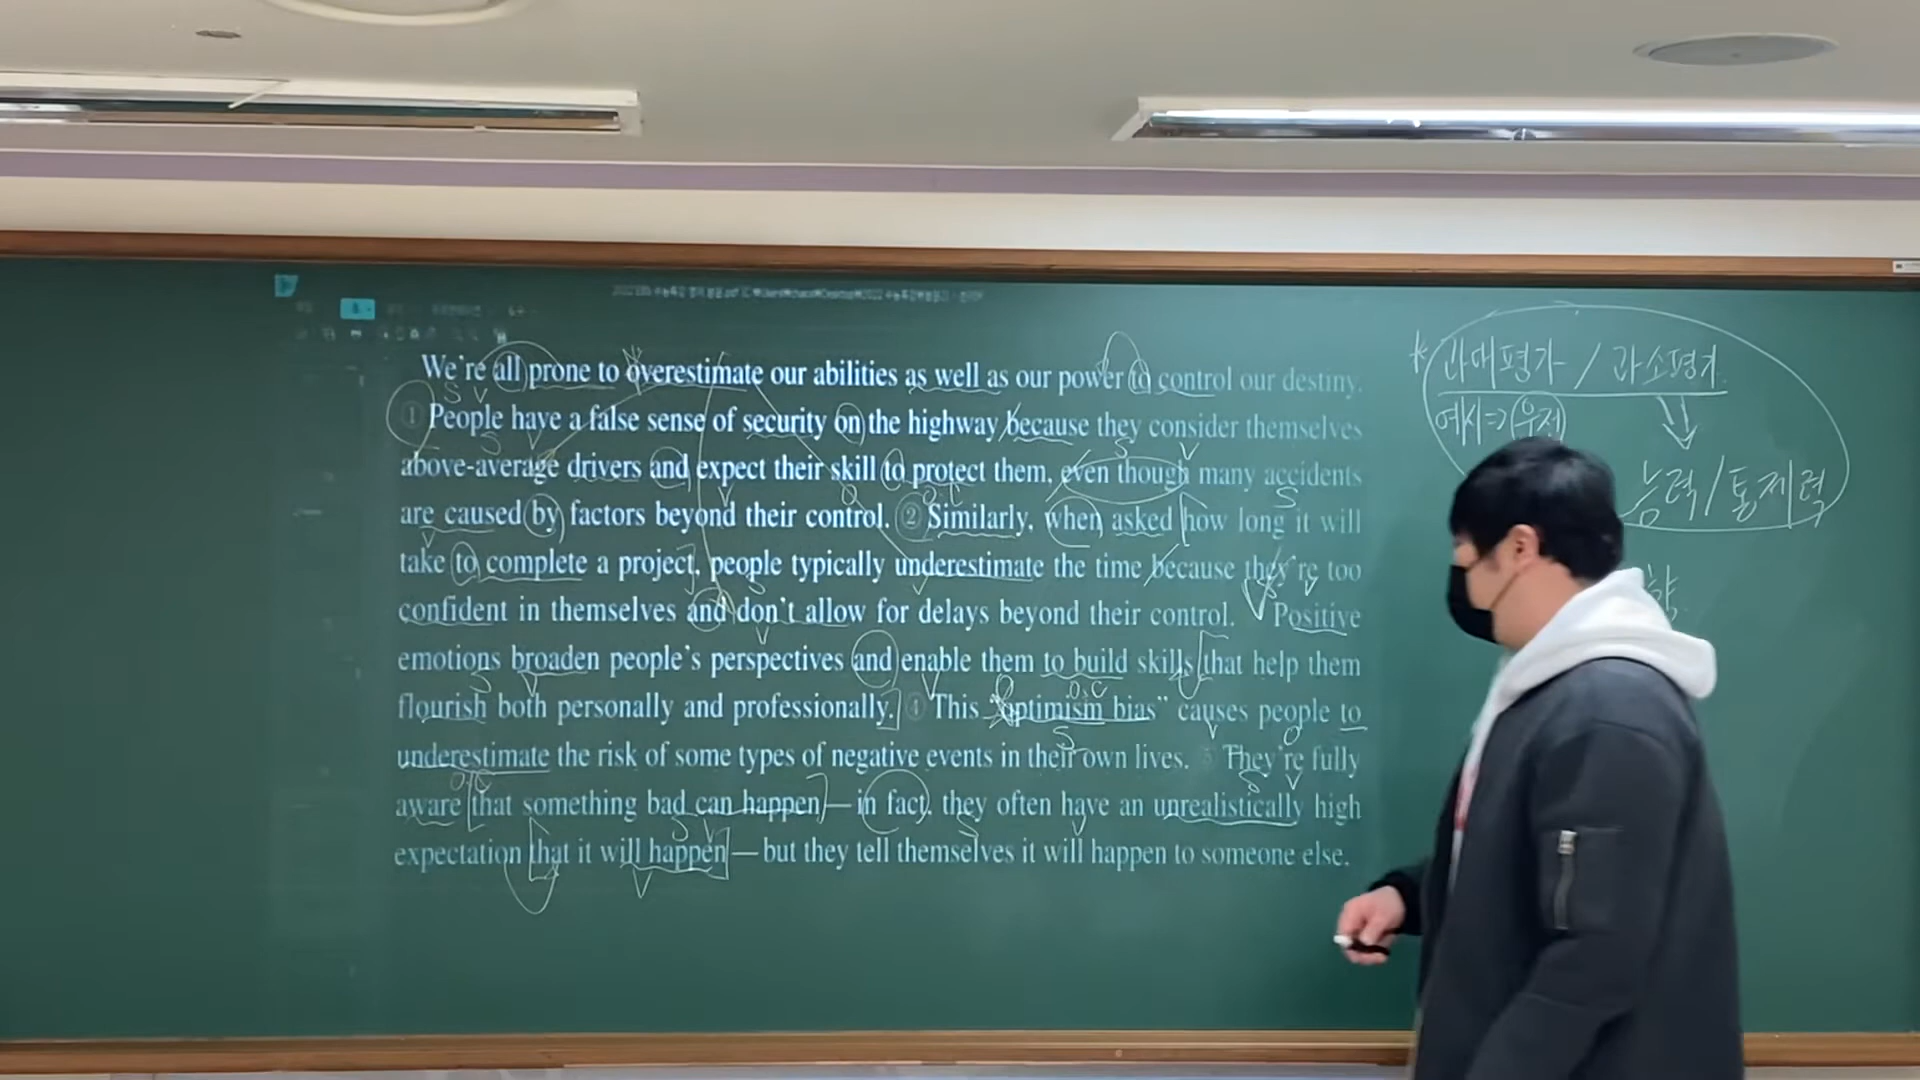 We're all prone to overestimate our abilities as well as our power to control our destiny.
① People have a false sense of security on the highway because they consider themselves
above-average drivers and expect their skill to protect them, even though many accidents
are caused by factors beyond their control. ② Similarly, when asked how long it will
take to complete a project, people typically underestimate the time because they're too
confident in themselves and don't allow for delays beyond their control. Positive
emotions broaden people's perspectives and enable them to build skills that help them
flourish both personally and professionally. ④ This "optimism bias" causes people to
underestimate the risk of some types of negative events in their own lives. They're fully
aware that something bad can happen — in fact, they often have an unrealistically high
expectation that it will happen — but they tell themselves it will happen to someone else.
* 과대평가 / 과소평가
예시 => 운전
능력 / 통제력